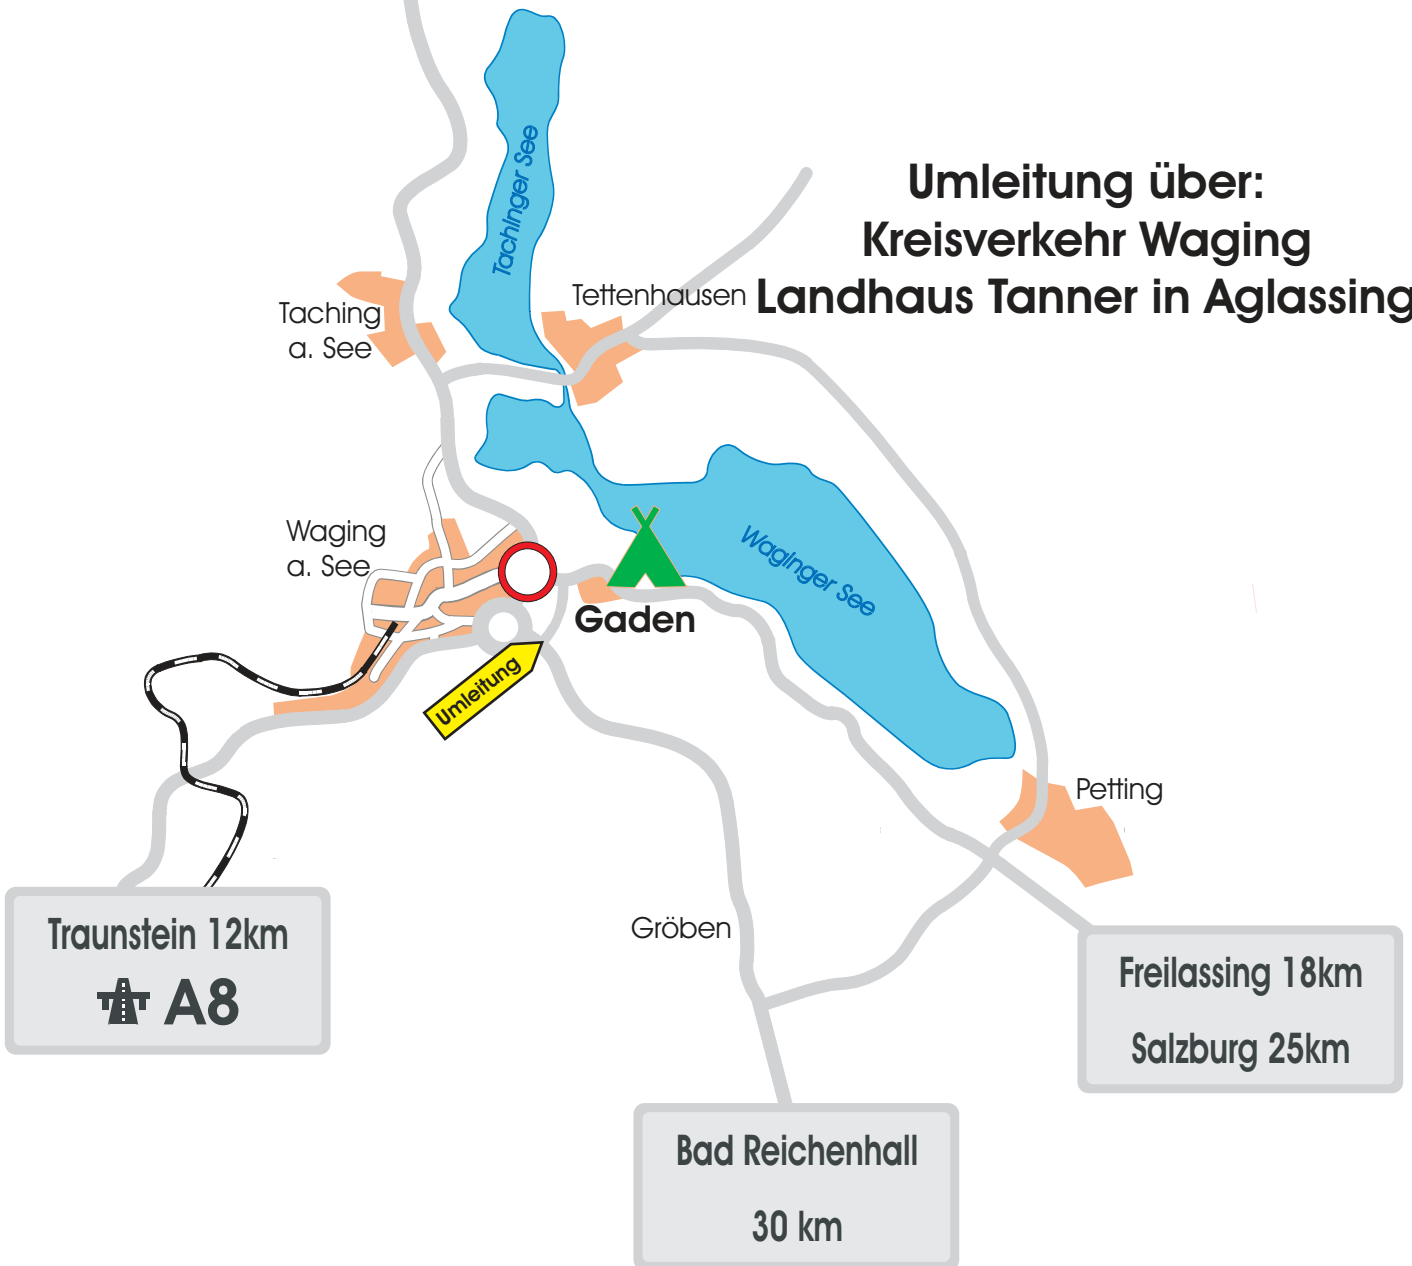 Umleitung über:
Kreisverkehr Waging
Landhaus Tanner in Aglassing
Tachinger See
Tettenhausen
Taching
a. See
Waging
a. See
Waginger See
Gaden
Umleitung
Petting
Gröben
Traunstein 12km
A8
Freilassing 18km
Salzburg 25km
Bad Reichenhall
30 km